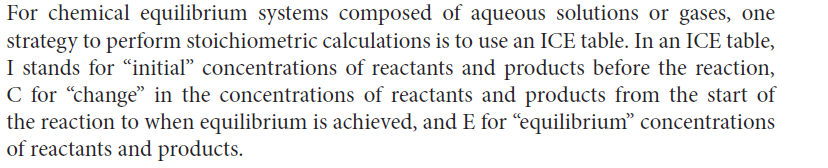 For chemical equilibrium systems composed of aqueous solutions or gases, one
strategy to perform stoichiometric calculations is to use an ICE table. In an ICE table,
I stands for “initial” concentrations of reactants and products before the reaction,
C for “change” in the concentrations of reactants and products from the start of
the reaction to when equilibrium is achieved, and E for “equilibrium” concentrations
of reactants and products.